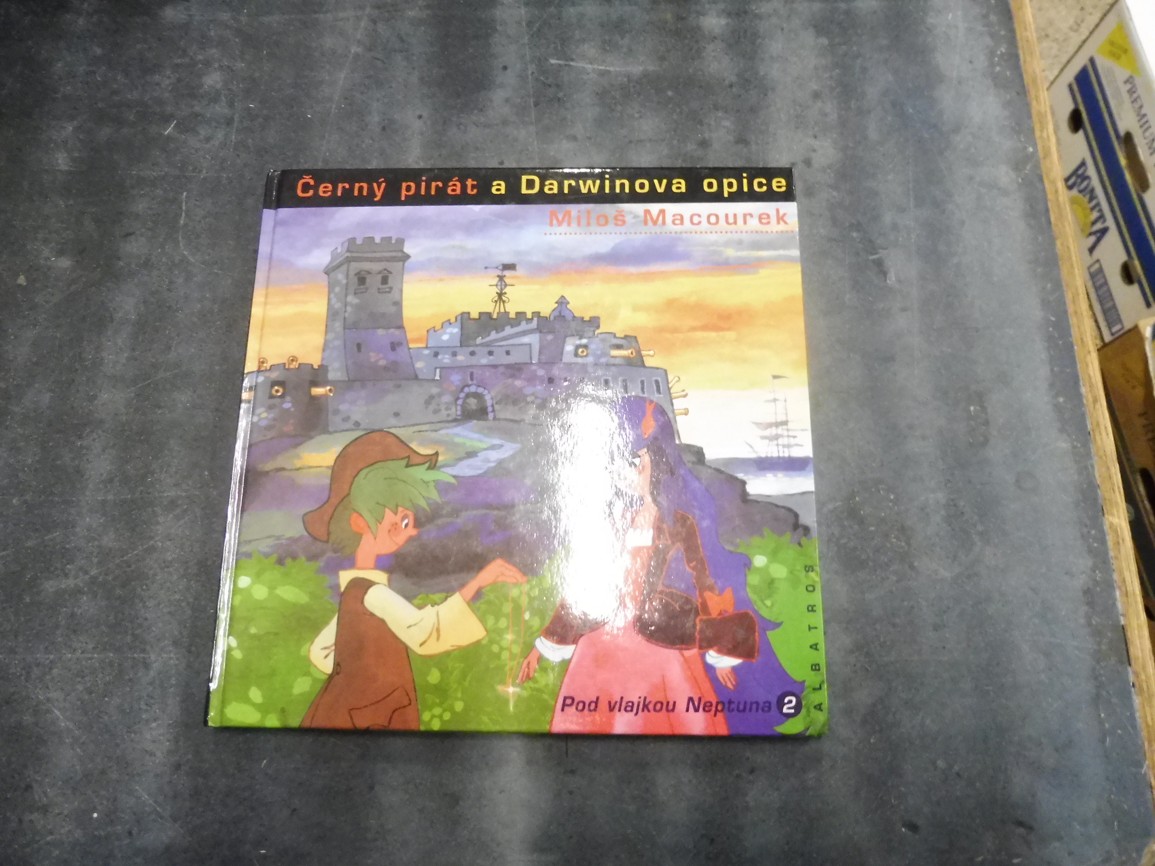 Černý pirát a Darwinova opice
Miloš Macourek
Pod vlajkou Neptuna 2
ALBATROS
PREMIUM
BONITA